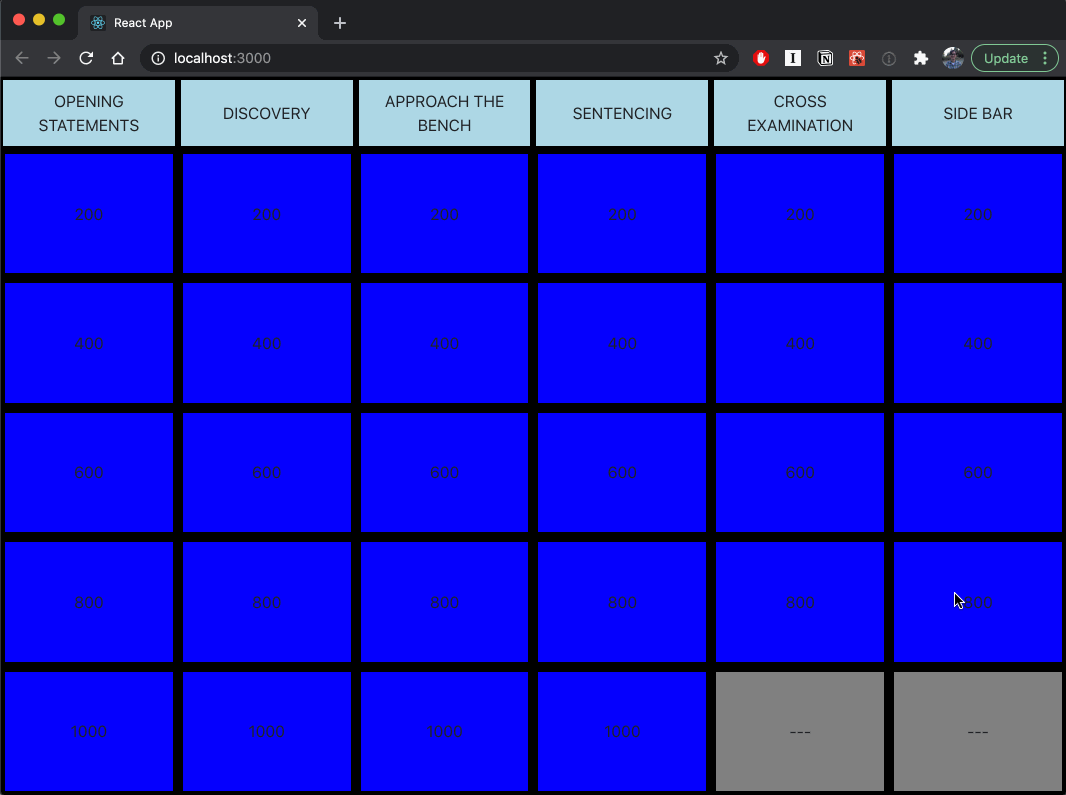 React App
localhost:3000
Update
OPENING
STATEMENTS
DISCOVERY
APPROACH THE
BENCH
SENTENCING
CROSS
EXAMINATION
SIDE BAR
200 200 200 200 200 200
400 400 400 400 400 400
600 600 600 600 600 600
800 800 800 800 800 800
1000 1000 1000 1000 --- ---